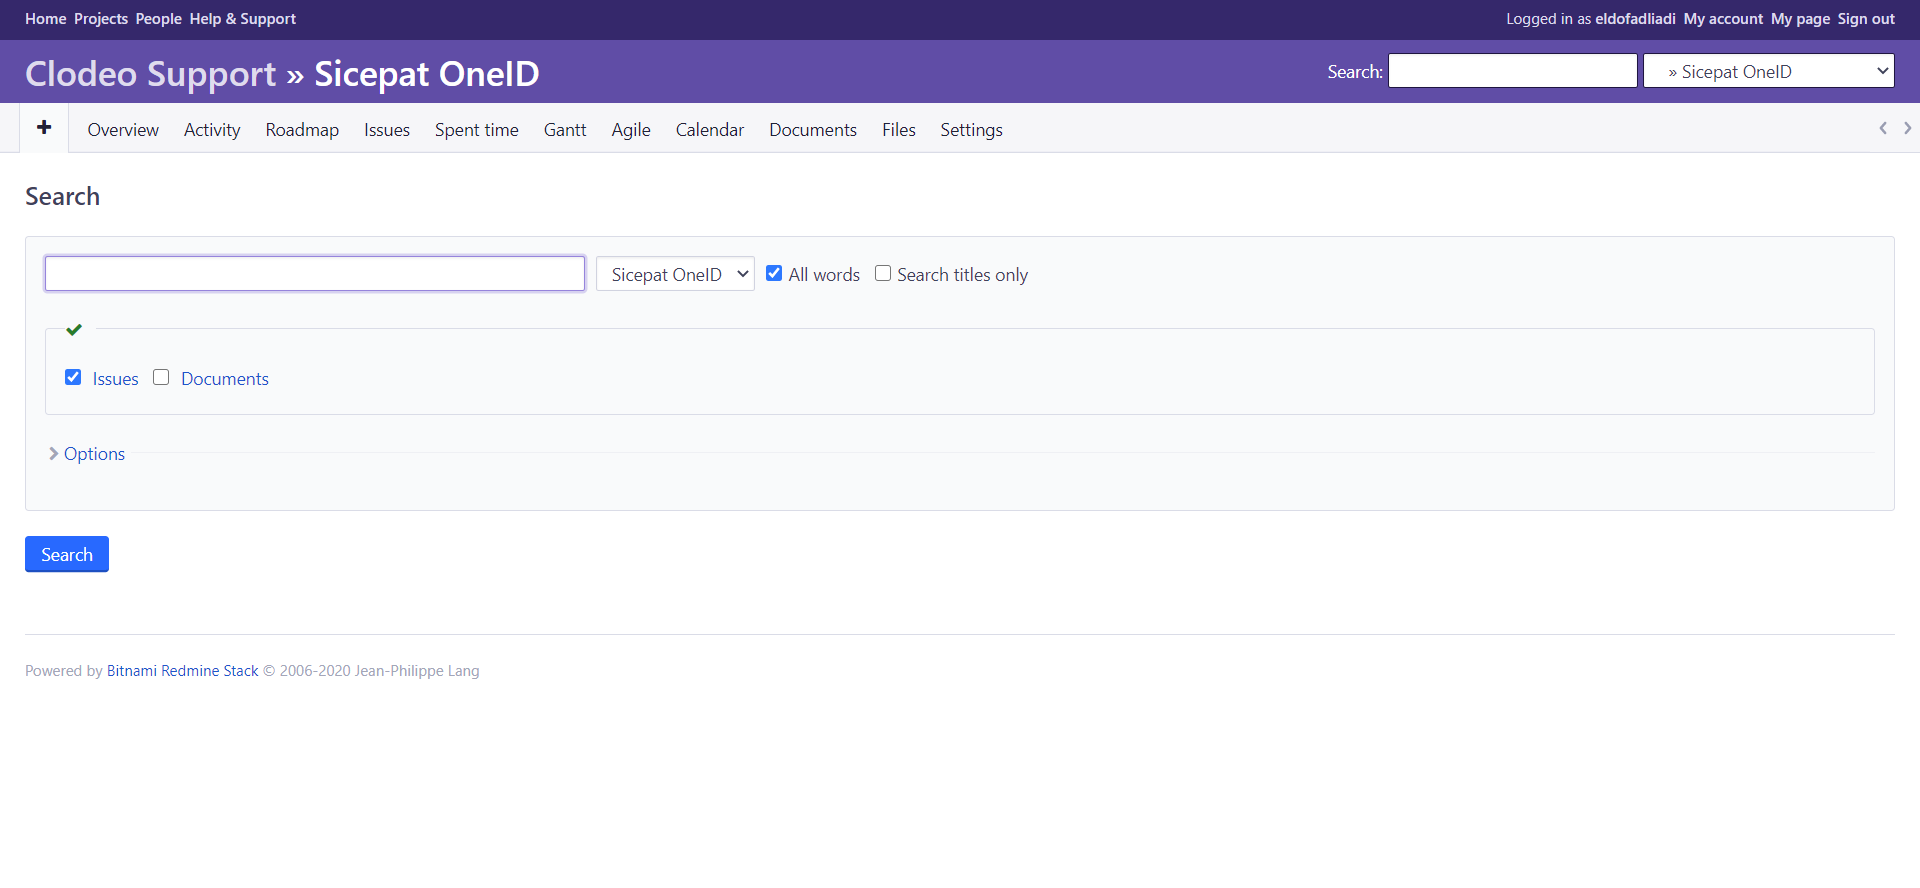 Home Projects People Help & Support
Logged in as eldofadliadi My account My page Sign out
Clodeo Support » Sicepat OneID
Search:
» Sicepat OneID
Overview Activity Roadmap Issues Spent time Gantt Agile Calendar Documents Files Settings
Search
Sicepat OneID All words Search titles only
Issues Documents
Options
Search
Powered by Bitnami Redmine Stack © 2006-2020 Jean-Philippe Lang